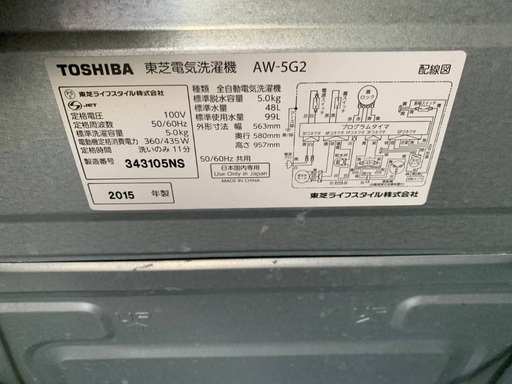 TOSHIBA 東芝電気洗濯機 AW-5G2 配線図
東芝ライフスタイル株式会社
JET
定格電圧 100V
定格周波数 50/60Hz
標準洗濯容量 5.0kg
電動機定格消費電力 360/435W
定格時間 洗いのみ 11分
製造番号 343105NS
2015 年製
種類 全自動電気洗濯機
標準脱水容量 5.0kg
標準水量 48L
標準使用水量 99L
外形寸法 幅 563mm
奥行 580mm
高さ 957mm
50/60Hz 共用
日本国内専用
Use Only in Japan
MADE IN CHINA
ロック
プログラムタイマ
東芝ライフスタイル株式会社